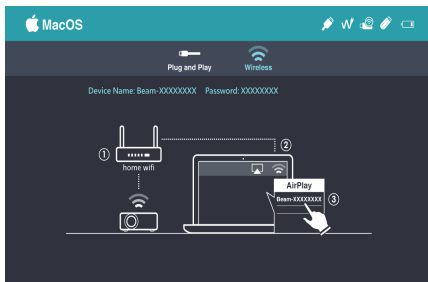 MacOS
Plug and Play
Wireless
Device Name: Beam-XXXXXXXX Password: XXXXXXXX
①
②
home wifi
AirPlay
Beam-XXXXXXXX
③